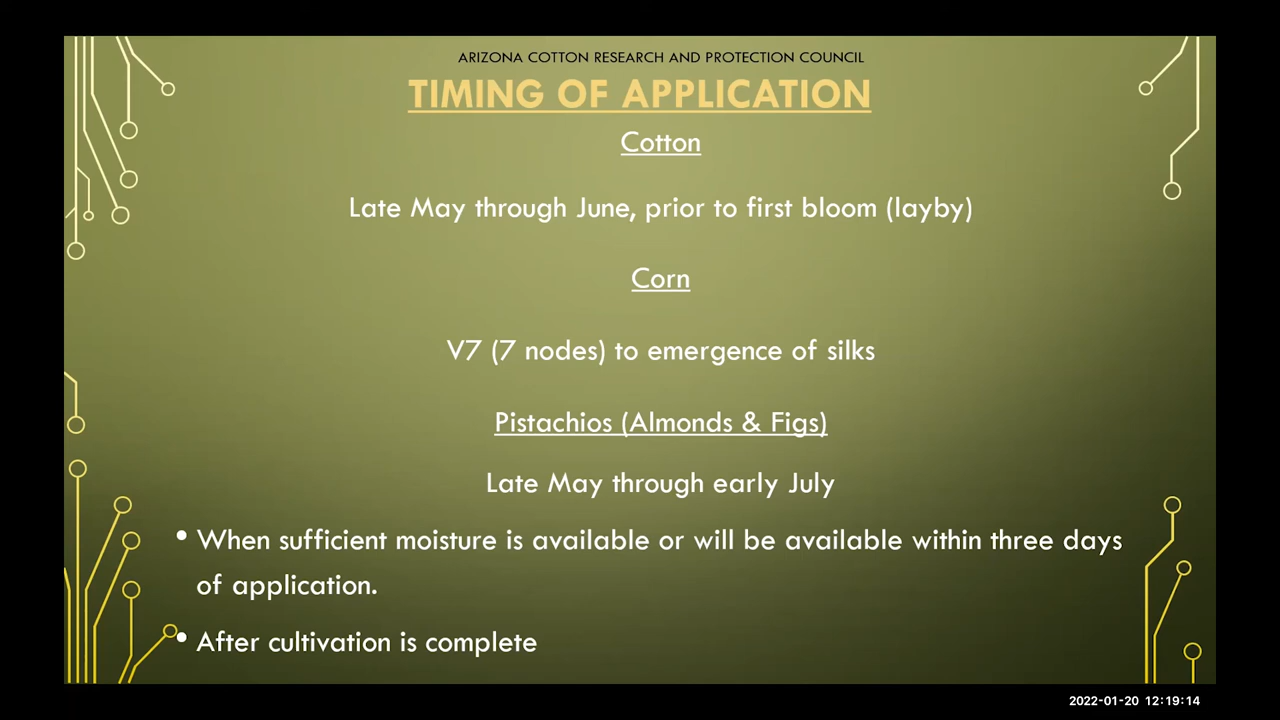 ARIZONA COTTON RESEARCH AND PROTECTION COUNCIL
TIMING OF APPLICATION
Cotton
Late May through June, prior to first bloom (layby)
Corn
V7 (7 nodes) to emergence of silks
Pistachios (Almonds & Figs)
Late May through early July
• When sufficient moisture is available or will be available within three days
of application.
• After cultivation is complete
2022-01-20 12:19:14